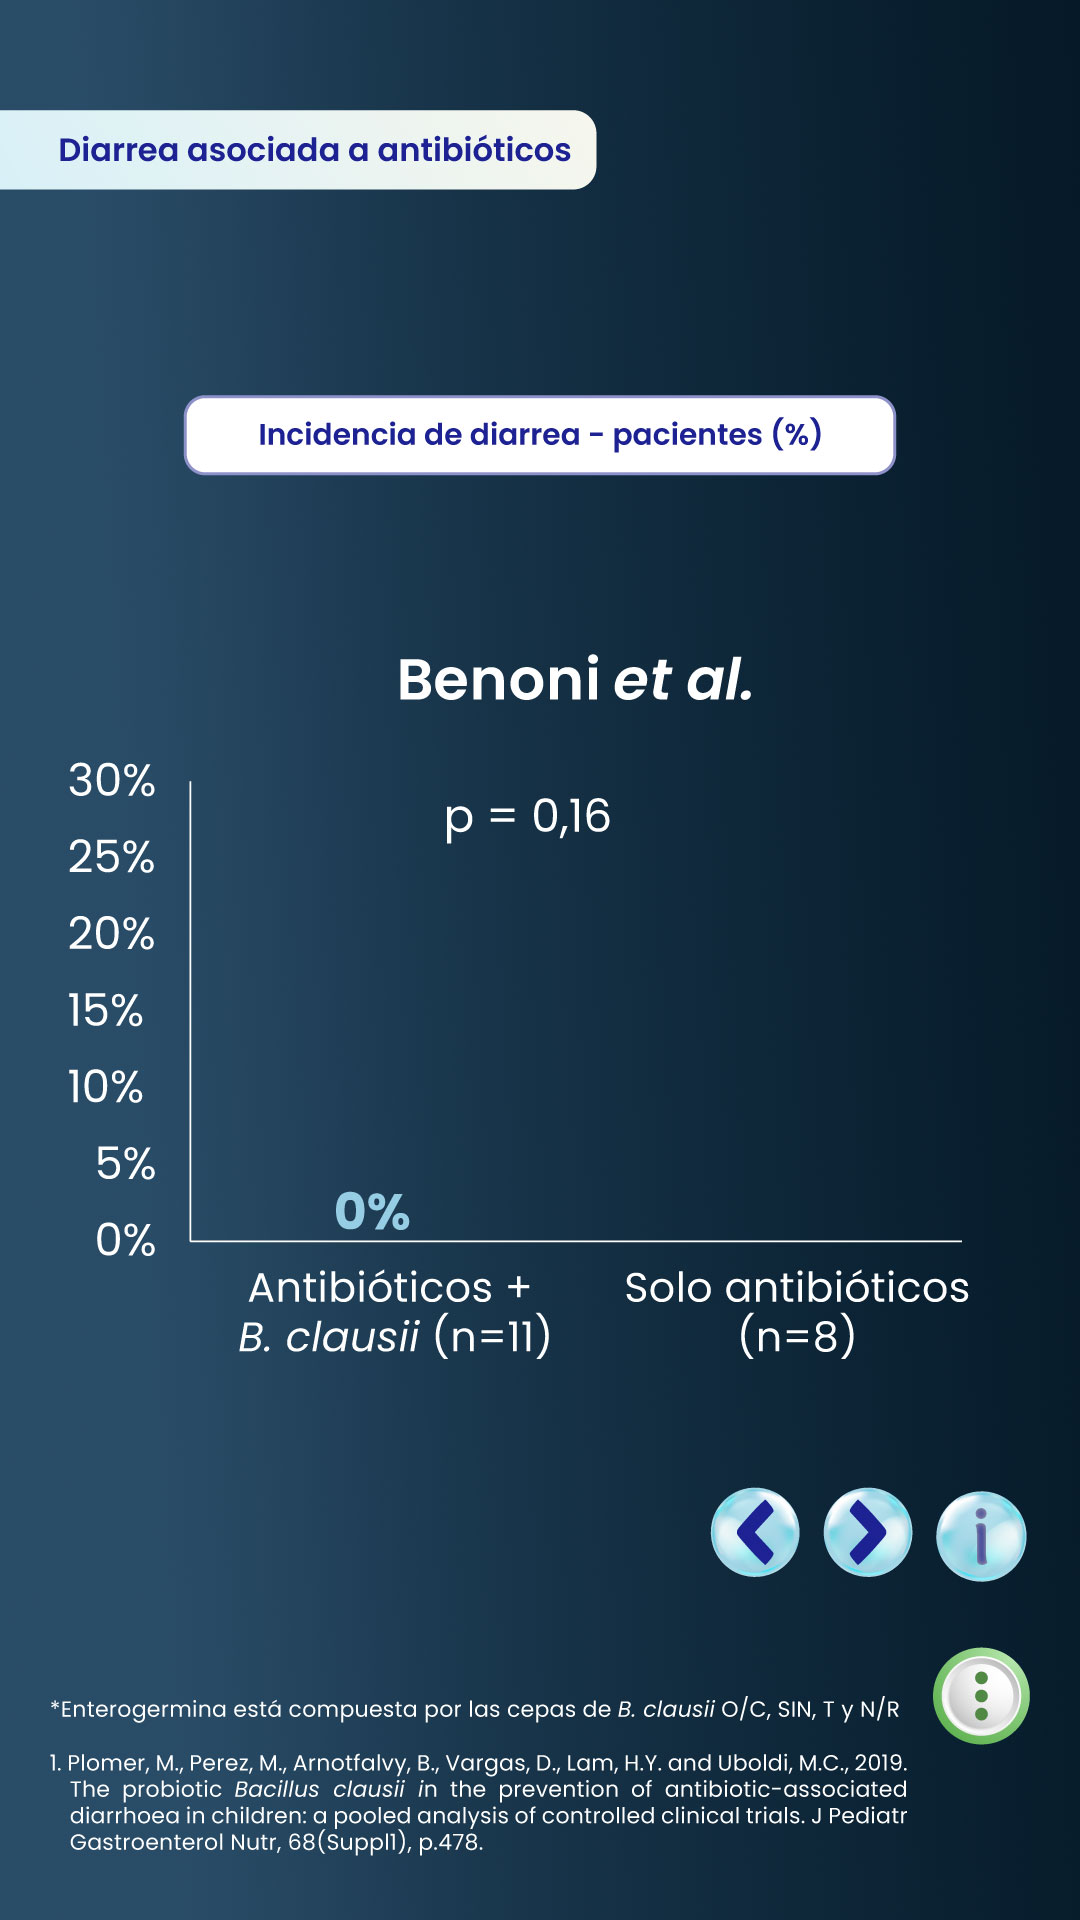 Diarrea asociada a antibióticos
Incidencia de diarrea - pacientes (%)
Benoni et al.
30%
p = 0,16
25%
20%
15%
10%
5%
0%
0%
Antibióticos +
B. clausii (n=11)
Solo antibióticos
(n=8)
i
*Enterogermina está compuesta por las cepas de B. clausii O/C, SIN, T y N/R
1. Plomer, M., Perez, M., Arnotfalvy, B., Vargas, D., Lam, H.Y. and Uboldi, M.C., 2019.
The probiotic Bacillus clausii in the prevention of antibiotic-associated
diarrhoea in children: a pooled analysis of controlled clinical trials. J Pediatr
Gastroenterol Nutr, 68(Suppl1), p.478.